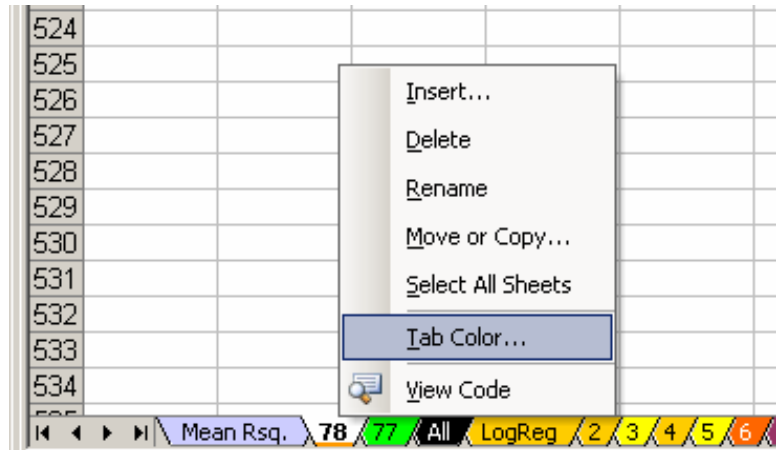 524
525
526
527
528
529
530
531
532
533
534
Insert...
Delete
Rename
Move or Copy...
Select All Sheets
Tab Color...
View Code
Mean Rsq. 78 77 All LogReg 2 3 4 5 6